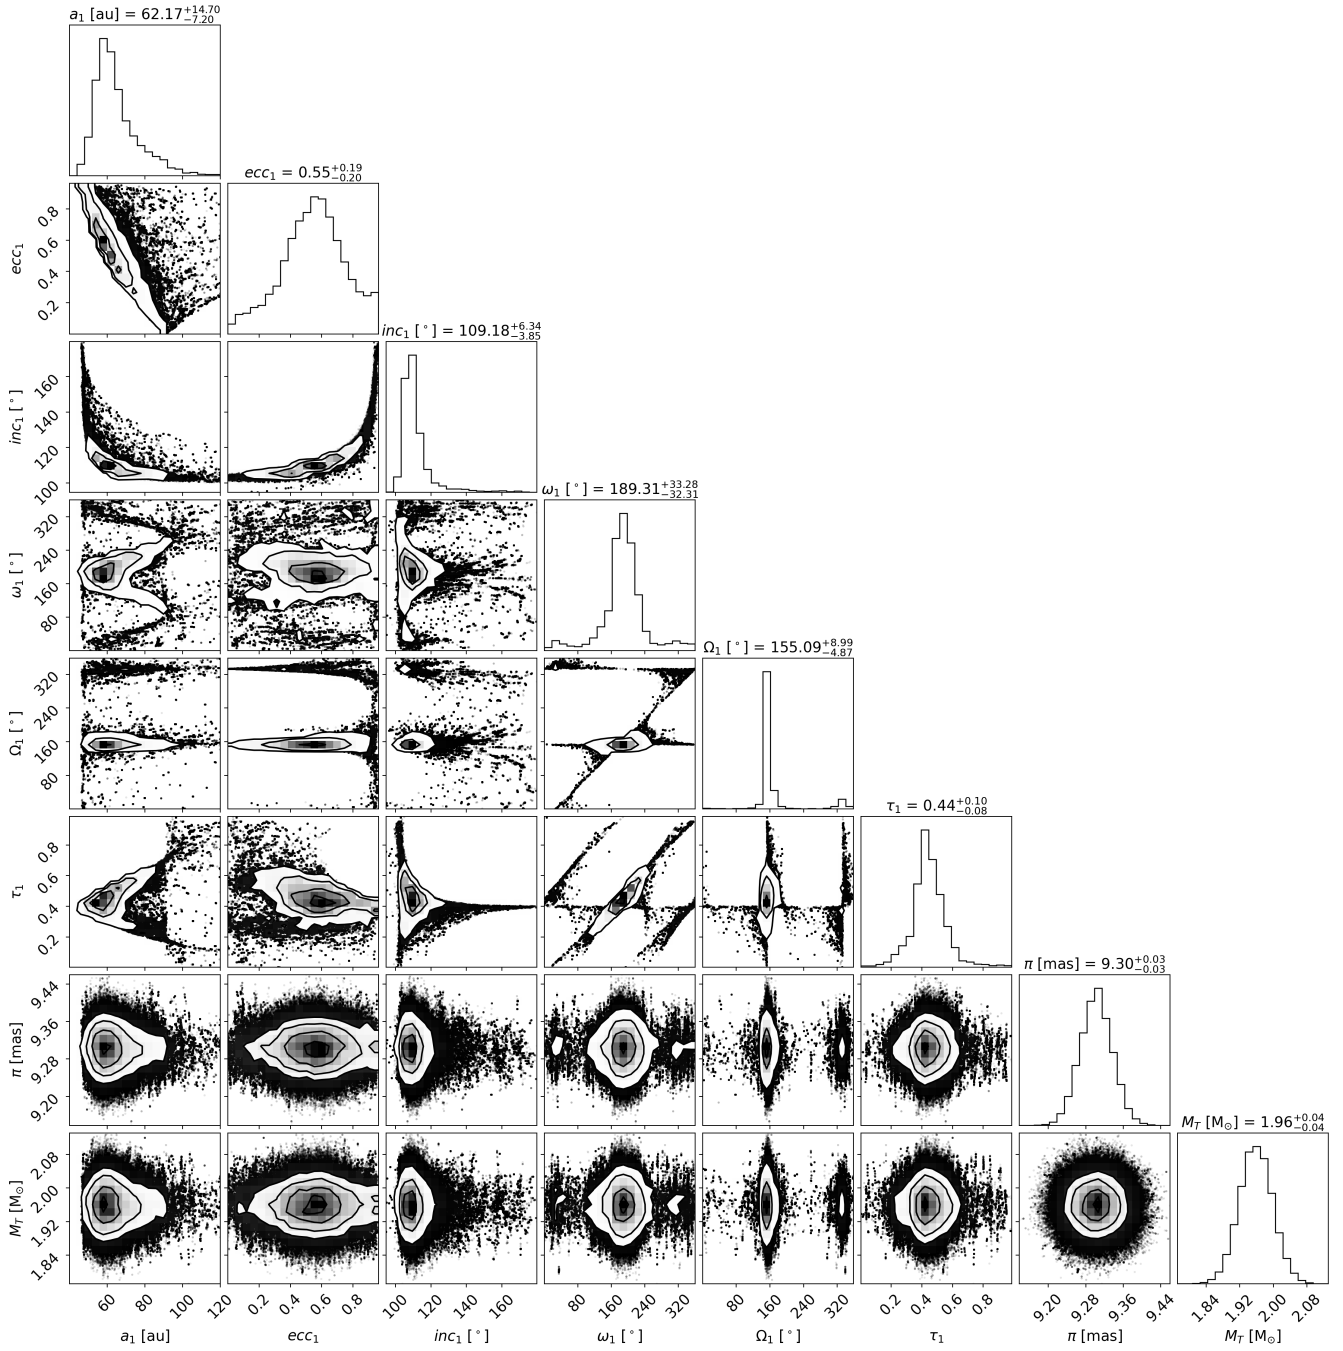 a₁ [au] = 62.17+14.70−7.20
ecc₁ = 0.55+0.19−0.20
0.8
0.6
0.4
0.2
ecc₁
inc₁ [°] = 109.18+6.34−3.85
160
140
120
100
inc₁ [°]
ω₁ [°] = 189.31+33.28−32.31
320
240
160
80
ω₁ [°]
Ω₁ [°] = 155.09+8.99−4.87
320
240
160
80
Ω₁ [°]
τ₁ = 0.44+0.10−0.08
0.8
0.6
0.4
0.2
τ₁
π [mas] = 9.30+0.03−0.03
9.44
9.36
9.28
9.20
π [mas]
M_T [M⊙] = 1.96+0.04−0.04
2.08
2.00
1.92
1.84
M_T [M⊙]
60 80 100 120 0.2 0.4 0.6 0.8 100 120 140 160 80 160 240 320 80 160 240 320 0.2 0.4 0.6 0.8 9.20 9.28 9.36 9.44 1.84 1.92 2.00 2.08
a₁ [au] ecc₁ inc₁ [°] ω₁ [°] Ω₁ [°] τ₁ π [mas] M_T [M⊙]